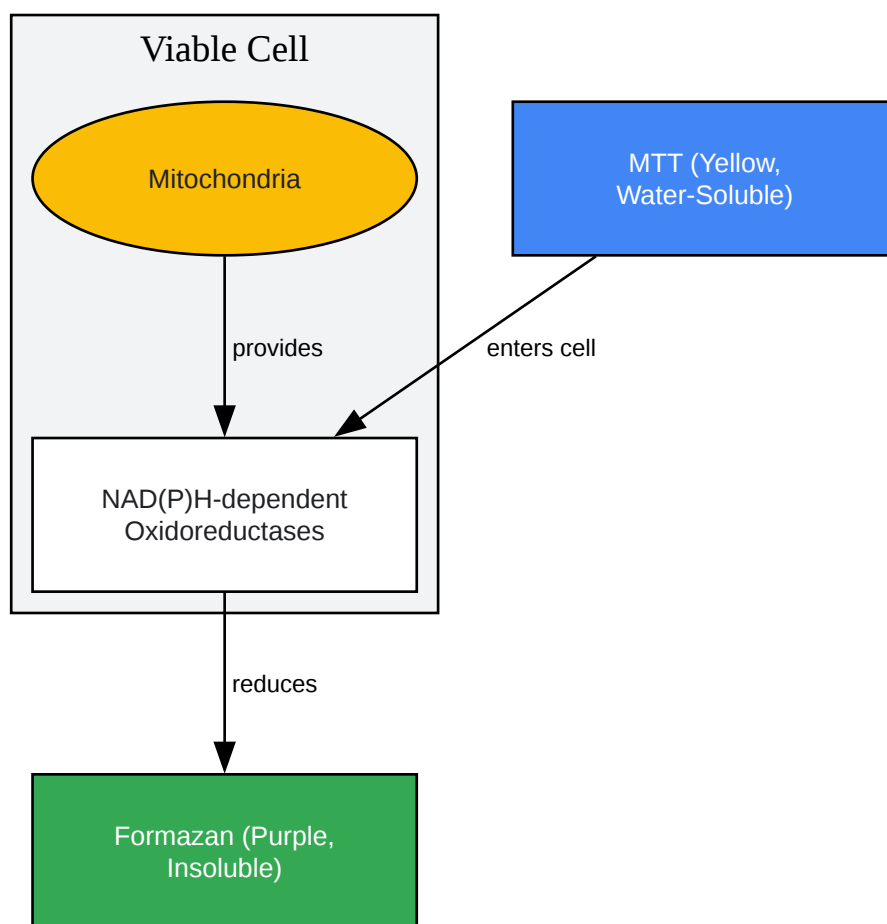 Viable Cell
Mitochondria
MTT (Yellow,
Water-Soluble)
provides
enters cell
NAD(P)H-dependent
Oxidoreductases
reduces
Formazan (Purple,
Insoluble)